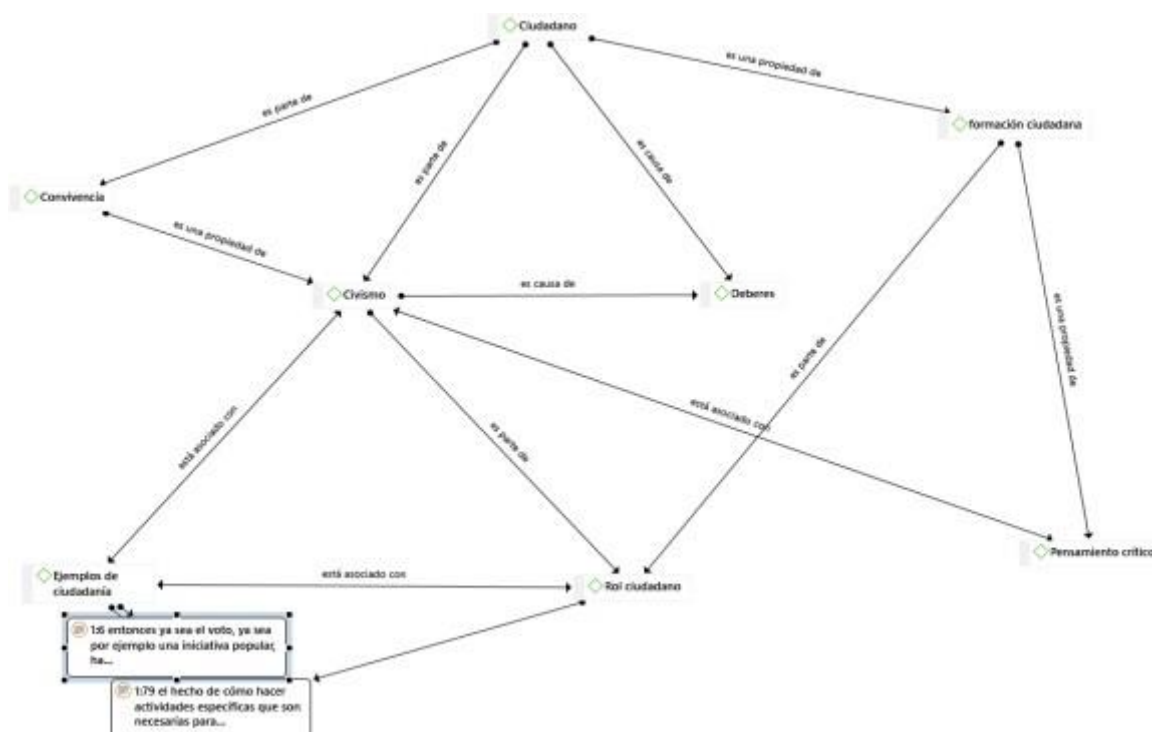 Ciudadano
es una propiedad de
es parte de
formación ciudadana
es parte de
es causa de
Convivencia
es una propiedad de
Civismo
es causa de
Deberes
es una propiedad de
es parte de
está asociado con
está asociado con
es parte de
Pensamiento crítico
Ejemplos de
ciudadanía
está asociado con
Rol ciudadano
1:6 entonces ya sea el voto, ya sea
por ejemplo una iniciativa popular,
ha...
1:79 el hecho de cómo hacer
actividades específicas que son
necesarias para...